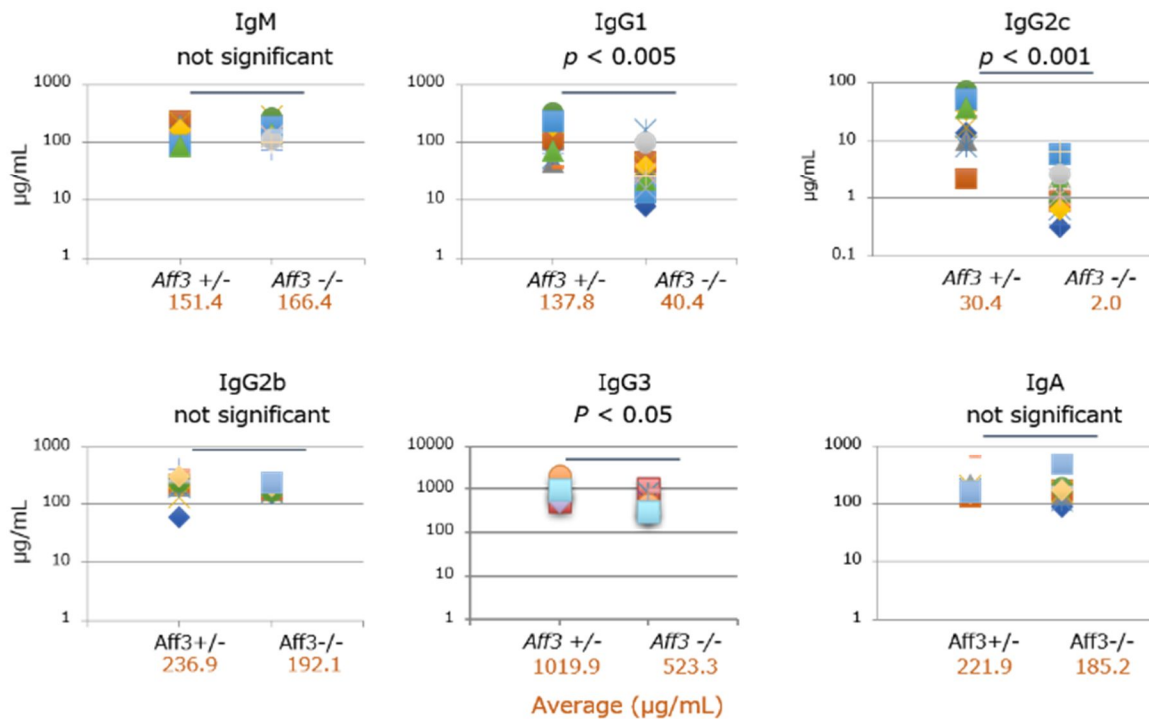 IgM
not significant
1000
100
10
1
µg/mL
Aff3 +/-
Aff3 -/-
151.4
166.4
IgG1
p < 0.005
1000
100
10
1
Aff3 +/-
Aff3 -/-
137.8
40.4
IgG2c
p < 0.001
100
10
1
0.1
µg/mL
Aff3 +/-
Aff3 -/-
30.4
2.0
IgG2b
not significant
1000
100
10
1
µg/mL
Aff3+/-
Aff3-/-
236.9
192.1
IgG3
P < 0.05
10000
1000
100
10
1
Aff3 +/-
Aff3 -/-
1019.9
523.3
IgA
not significant
1000
100
10
1
Aff3+/-
Aff3-/-
221.9
185.2
Average (µg/mL)